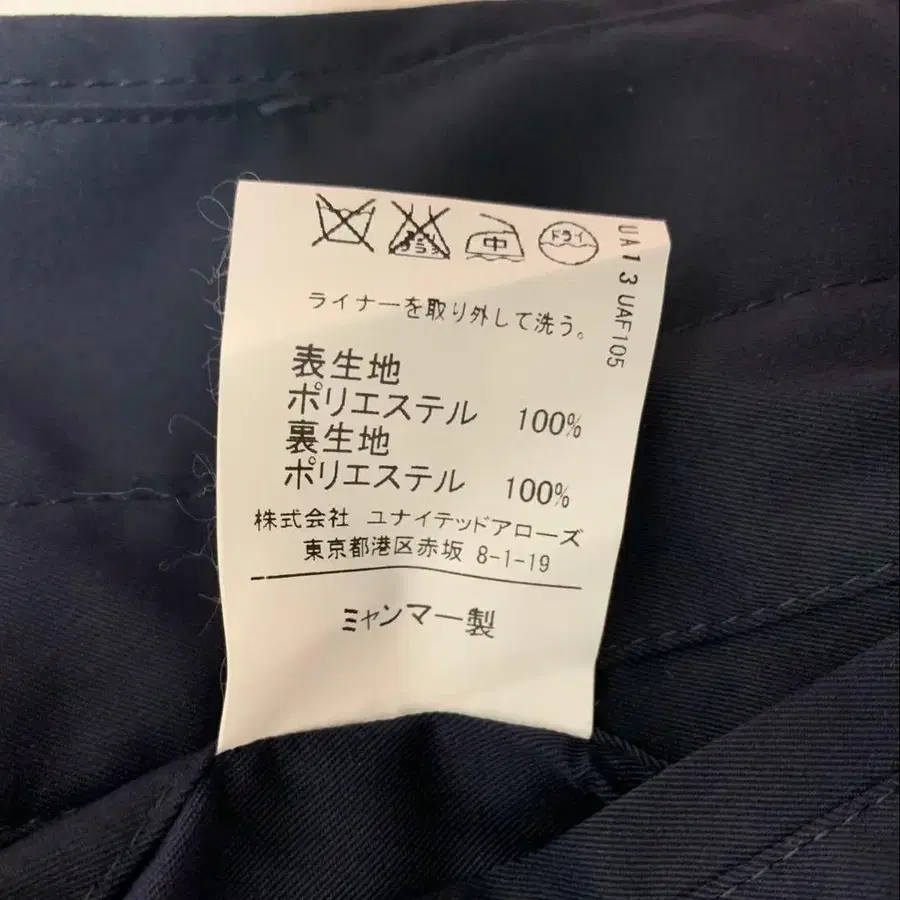 中 ドライ
UA13 UAF105
ライナーを取り外して洗う。
表生地
ポリエステル 100%
裏生地
ポリエステル 100%
株式会社 ユナイテッドアローズ
東京都港区赤坂 8-1-19
ミャンマー製